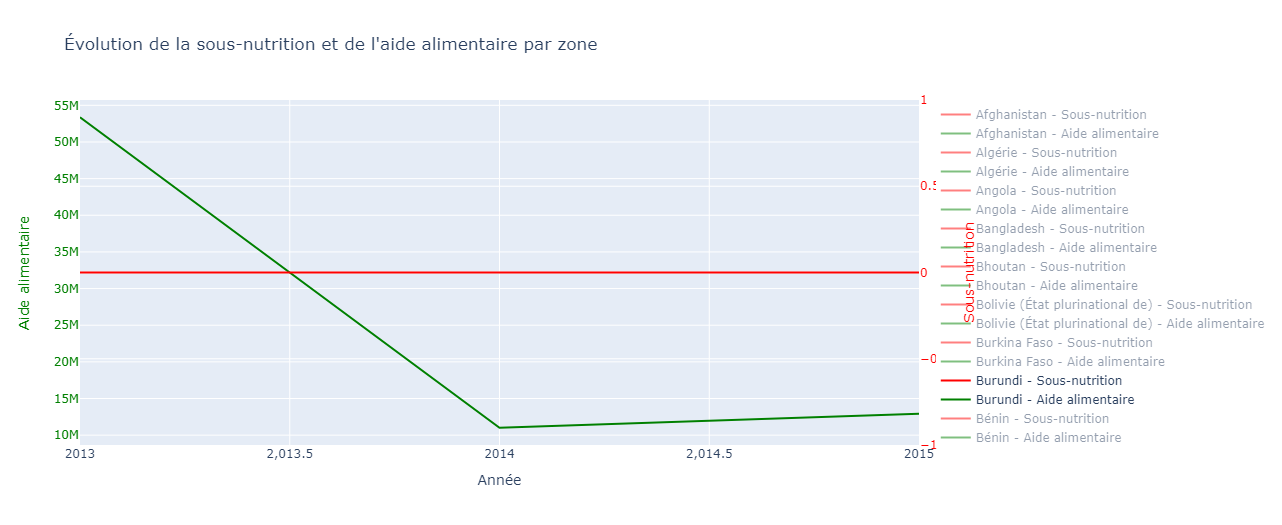 Évolution de la sous-nutrition et de l'aide alimentaire par zone
Aide alimentaire
55M
50M
45M
40M
35M
30M
25M
20M
15M
10M
2013
2,013.5
2014
2,014.5
2015
Année
1
0.5
0
−0
−1
Sous-nutrition
Afghanistan - Sous-nutrition
Afghanistan - Aide alimentaire
Algérie - Sous-nutrition
Algérie - Aide alimentaire
Angola - Sous-nutrition
Angola - Aide alimentaire
Bangladesh - Sous-nutrition
Bangladesh - Aide alimentaire
Bhoutan - Sous-nutrition
Bhoutan - Aide alimentaire
Bolivie (État plurinational de) - Sous-nutrition
Bolivie (État plurinational de) - Aide alimentaire
Burkina Faso - Sous-nutrition
Burkina Faso - Aide alimentaire
Burundi - Sous-nutrition
Burundi - Aide alimentaire
Bénin - Sous-nutrition
Bénin - Aide alimentaire